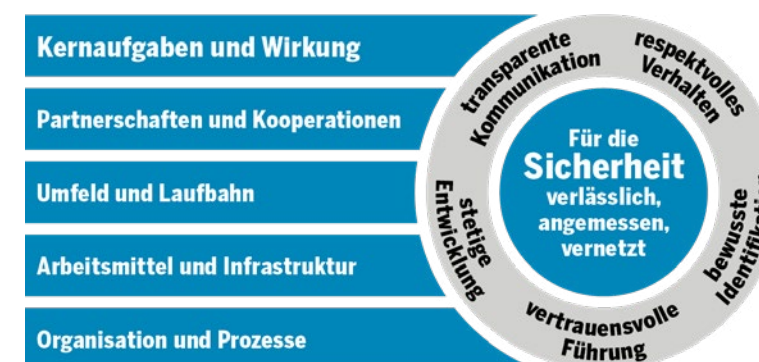 Kernaufgaben und Wirkung
Partnerschaften und Kooperationen
Umfeld und Laufbahn
Arbeitsmittel und Infrastruktur
Organisation und Prozesse
transparente
Kommunikation
respektvolles
Verhalten
bewusste
Identifikation
vertrauensvolle
Führung
stetige
Entwicklung
Für die
Sicherheit
verlässlich,
angemessen,
vernetzt